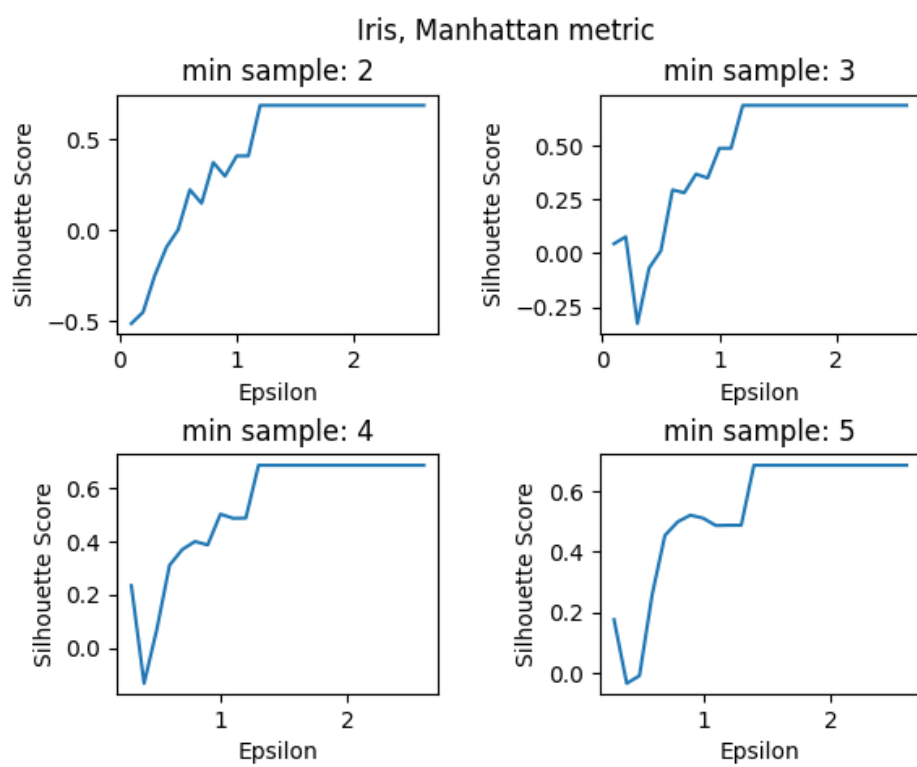 Iris, Manhattan metric
min sample: 2
Silhouette Score
0.5
0.0
−0.5
0
1
2
Epsilon
min sample: 3
Silhouette Score
0.50
0.25
0.00
−0.25
0
1
2
Epsilon
min sample: 4
Silhouette Score
0.6
0.4
0.2
0.0
1
2
Epsilon
min sample: 5
Silhouette Score
0.6
0.4
0.2
0.0
1
2
Epsilon